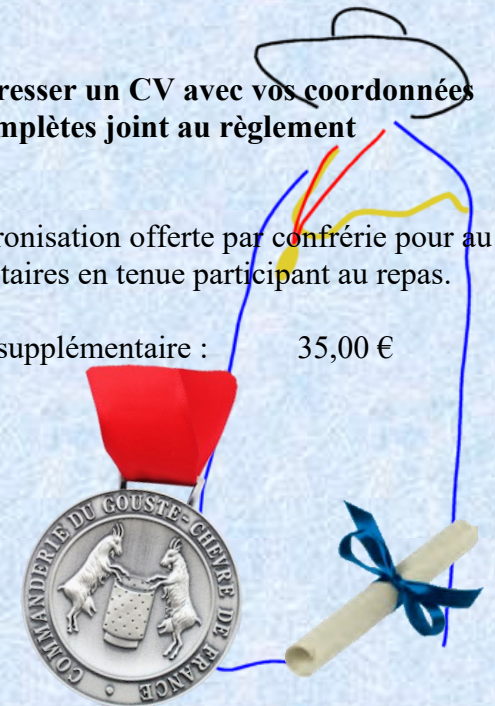 resser un CV avec vos coordonnées
mplètes joint au règlement
ronisation offerte par confrérie pour au
taires en tenue participant au repas.
supplémentaire : 35,00 €
COMMANDERIE DU GOUSTE-CHEVRE DE FRANCE